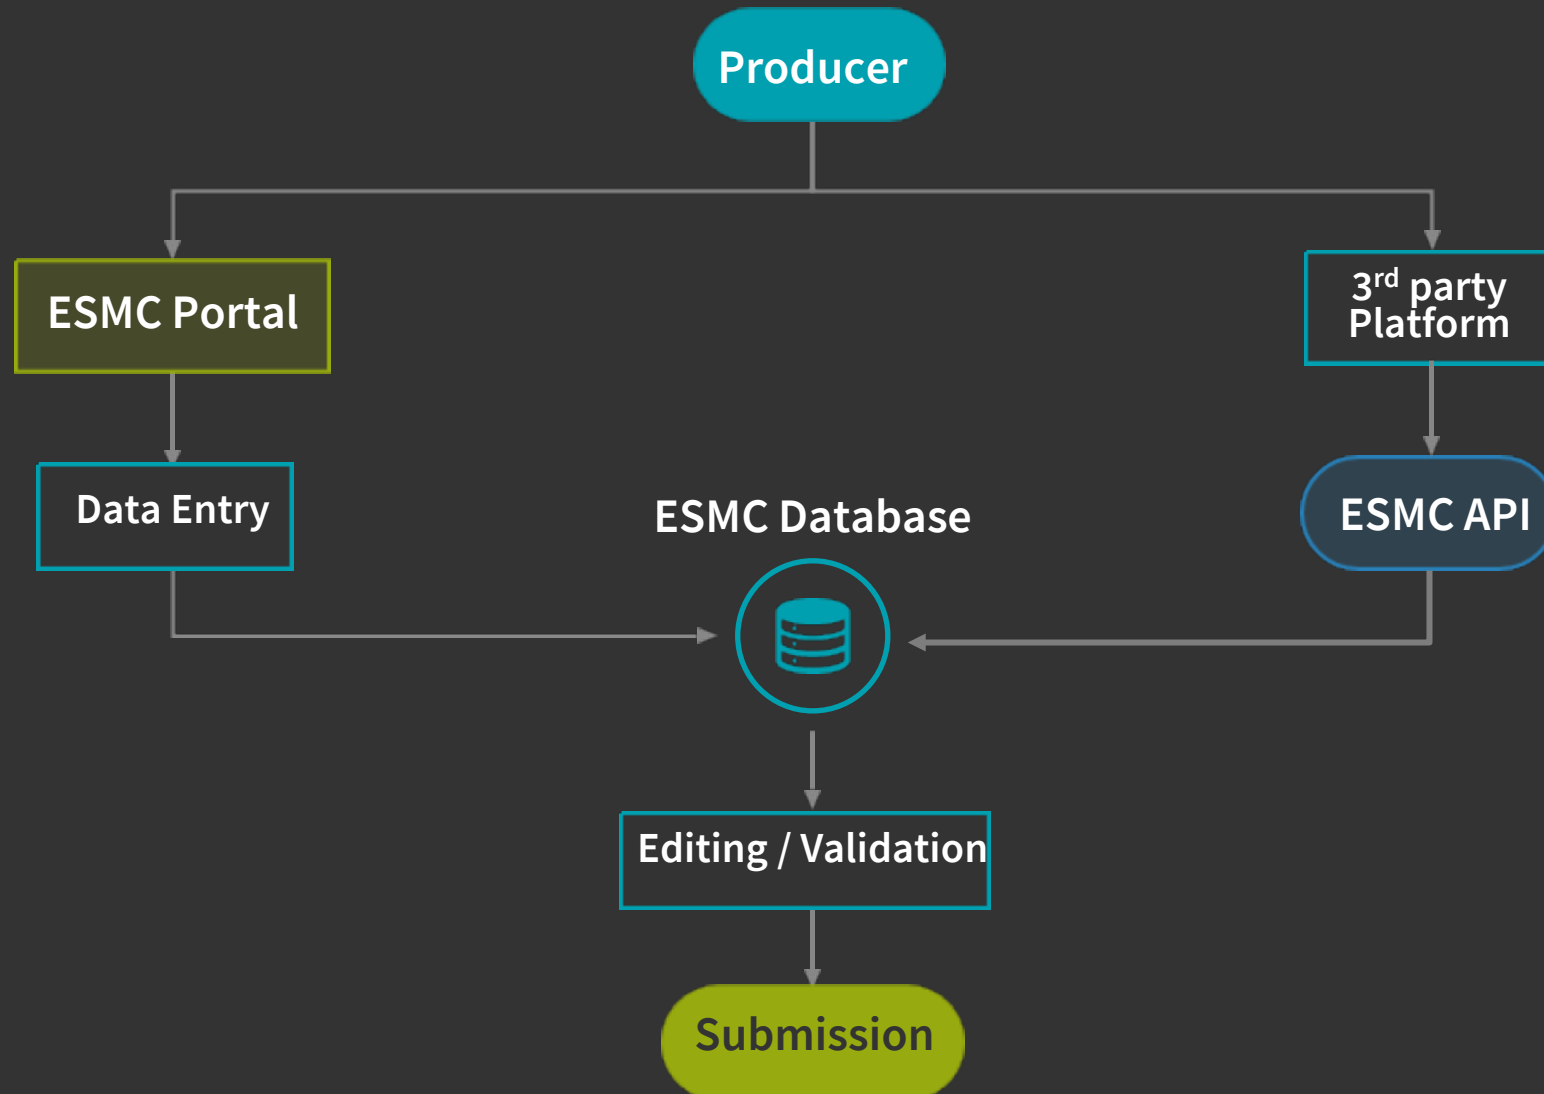 Producer
ESMC Portal
3rd party
Platform
Data Entry
ESMC Database
ESMC API
Editing / Validation
Submission